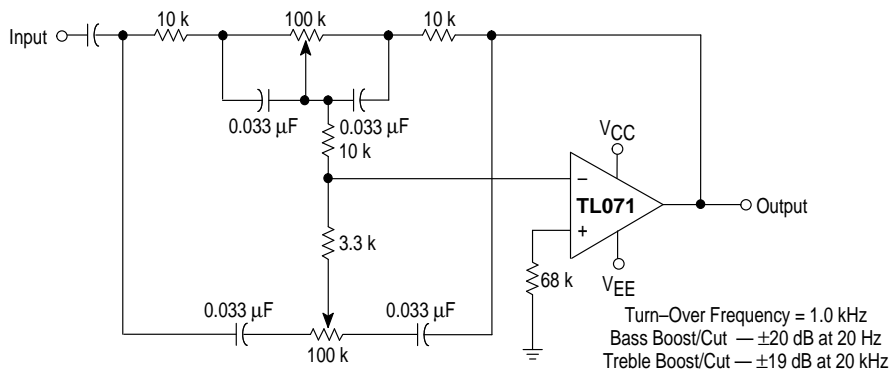 10 k 100 k 10 k
Input
0.033 μF 0.033 μF
10 k
VCC
−
TL071
+
Output
3.3 k
68 k
VEE
0.033 μF 0.033 μF
100 k
Turn–Over Frequency = 1.0 kHz
Bass Boost/Cut — ±20 dB at 20 Hz
Treble Boost/Cut — ±19 dB at 20 kHz